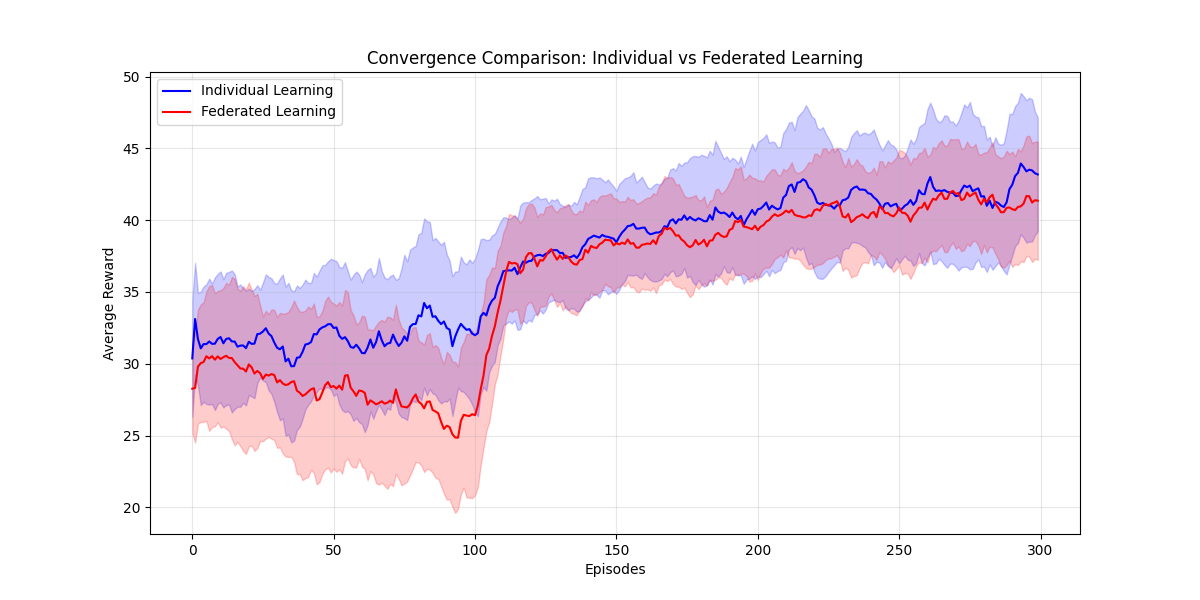 Convergence Comparison: Individual vs Federated Learning
Individual Learning
Federated Learning
Average Reward
50
45
40
35
30
25
20
0 50 100 150 200 250 300
Episodes